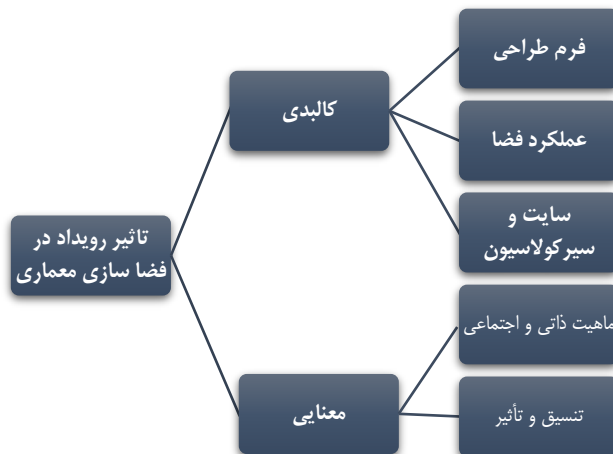 تاثیر رویداد در
فضا سازی معماری
کالبدی
فرم طراحی
عملکرد فضا
سایت و
سیرکولاسیون
معنایی
ماهیت ذاتی و اجتماعی
تنسیق و تأثیر